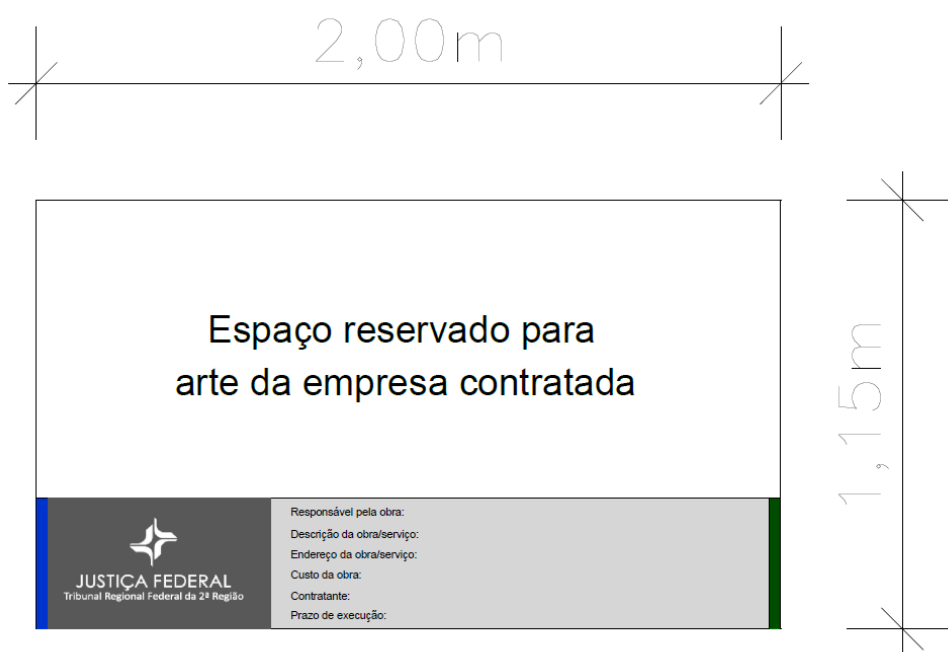 2,00m
Espaço reservado para
arte da empresa contratada
1,15m
JUSTIÇA FEDERAL
Tribunal Regional Federal da 2ª Região
Responsável pela obra:
Descrição da obra/serviço:
Endereço da obra/serviço:
Custo da obra:
Contratante:
Prazo de execução: